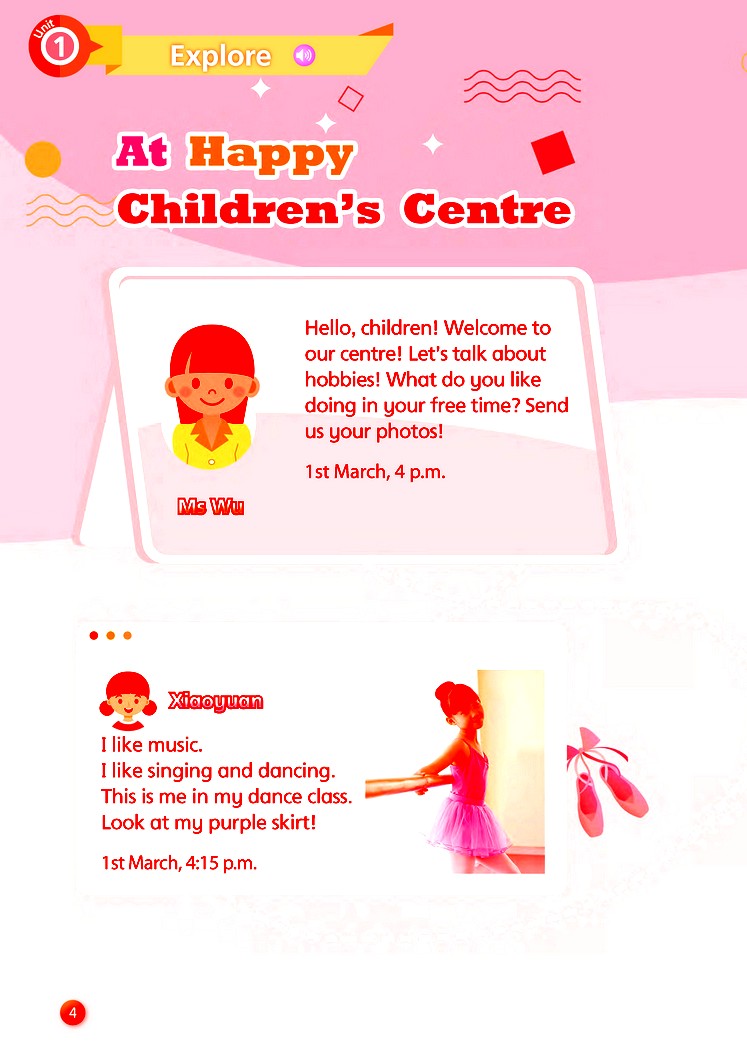 Unit
1
Explore
At Happy
Children's Centre
Hello, children! Welcome to
our centre! Let's talk about
hobbies! What do you like
doing in your free time? Send
us your photos!
1st March, 4 p.m.
Ms Wu
Xiaoyuan
I like music.
I like singing and dancing.
This is me in my dance class.
Look at my purple skirt!
1st March, 4:15 p.m.
4